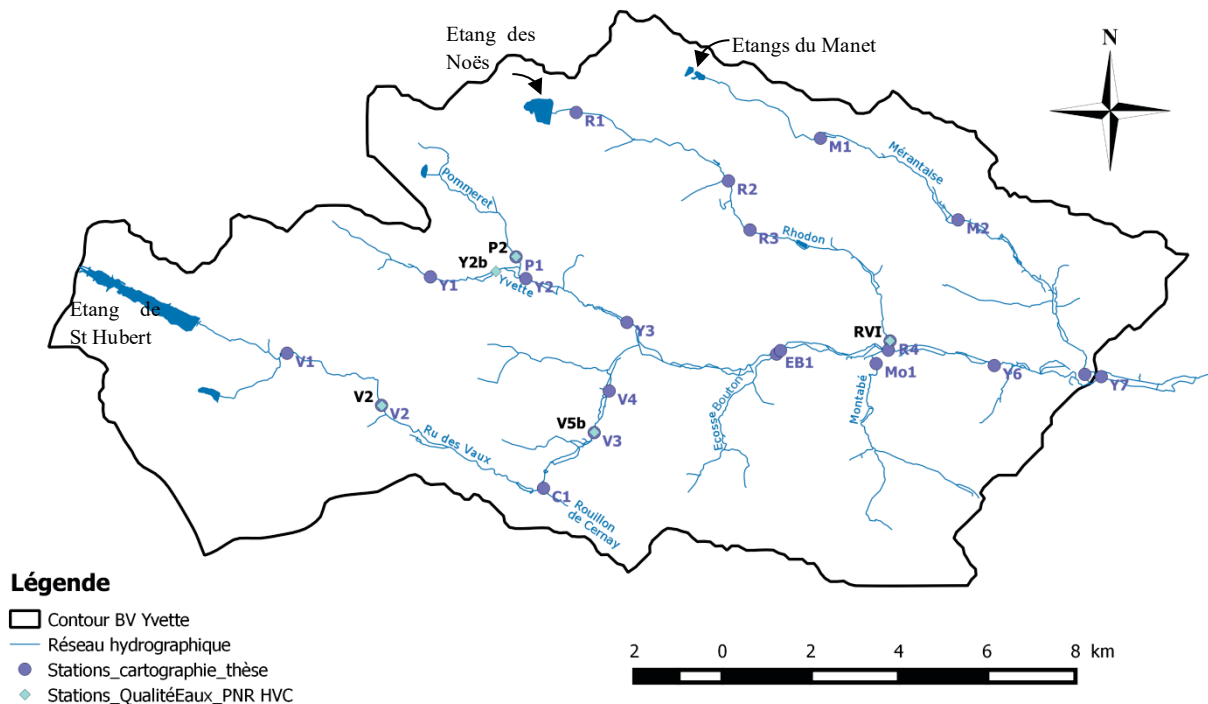 Etang des
Noës
Etangs du Manet
N
R1
M1
Mérantaise
Pommeret
R2
M2
R3
Rhodon
P2
P1
Y2b
Yvette
Y1
Y2
Etang de
St Hubert
Y3
RVI
R4
V1
EB1
Mo1
Y6
Y7
V2
V2
V4
Ecosse Bouton
Montabé
V5b
V3
Ru des Vaux
C1
Rouillon
de Cernay
Légende
Contour BV Yvette
Réseau hydrographique
Stations_cartographie_thèse
Stations_QualitéEaux_PNR HVC
2 0 2 4 6 8 km